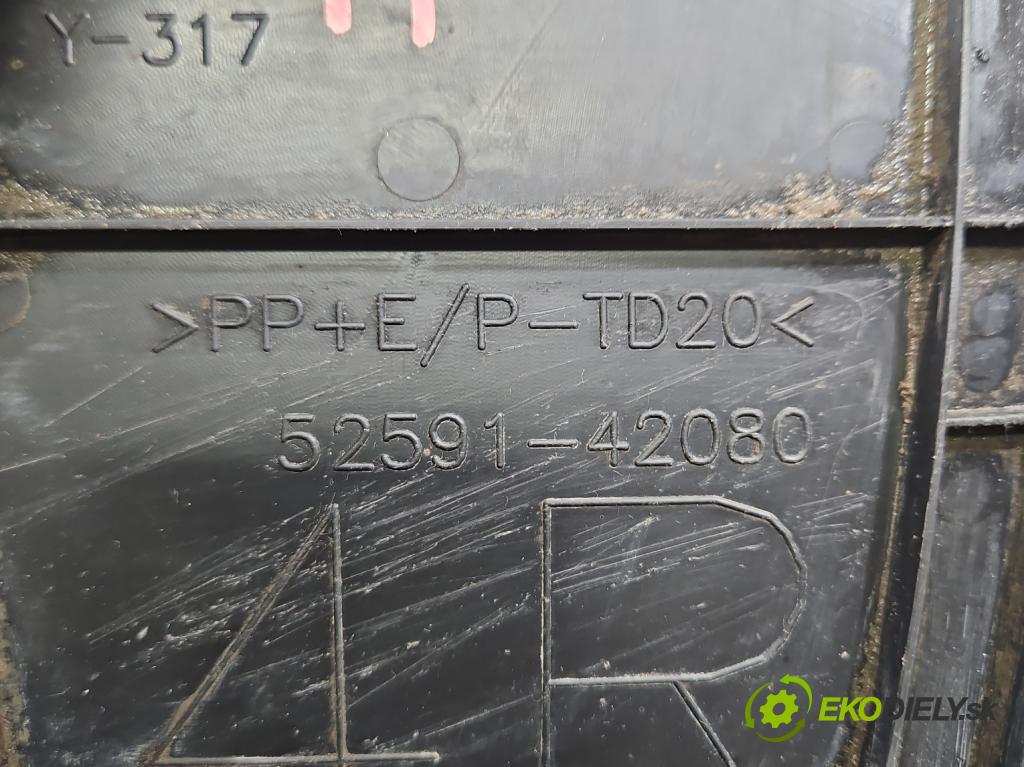 Y-317
>PP+E/P-TD20<
52591-42080
4R
EKODIELY.sk